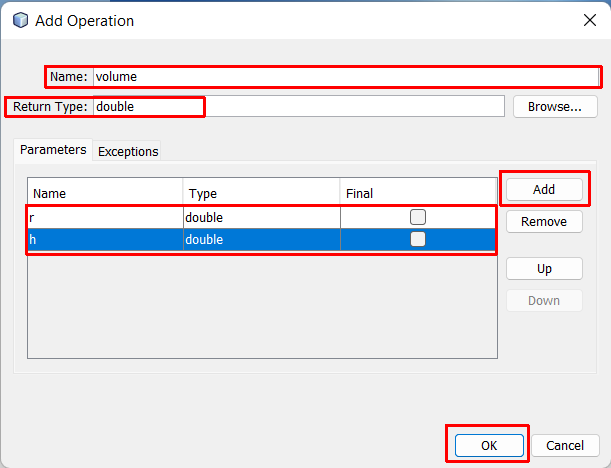 Add Operation
Name: volume
Return Type: double Browse...
Parameters Exceptions
Name Type Final Add
r double Remove
h double
Up
Down
OK Cancel